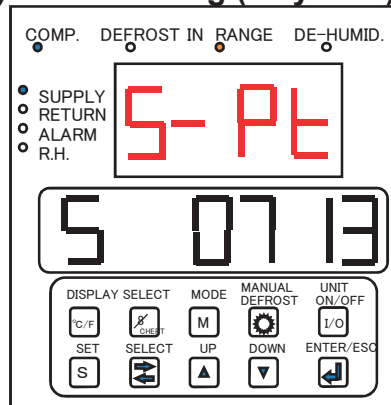 COMP. DEFROST IN RANGE DE-HUMID.
SUPPLY
RETURN
ALARM
R.H.
S- Pt
S 07 13
DISPLAY SELECT MODE MANUAL DEFROST UNIT ON/OFF
°C/F M I/O
SET SELECT UP DOWN ENTER/ESC
S